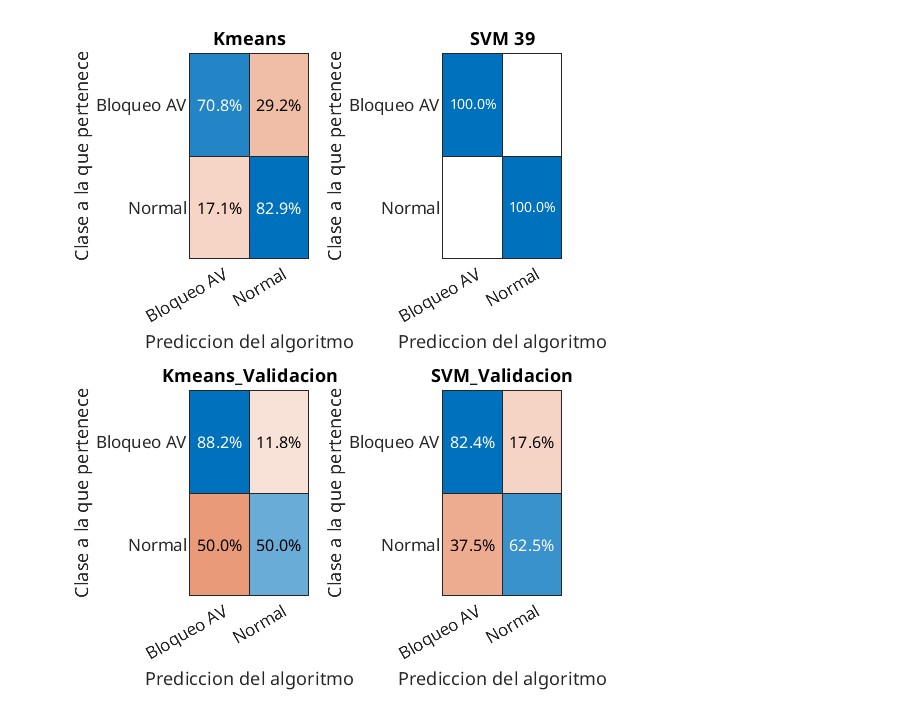 Kmeans
Clase a la que pertenece
Bloqueo AV
70.8%
29.2%
Normal
17.1%
82.9%
Bloqueo AV
Normal
Prediccion del algoritmo
SVM 39
Clase a la que pertenece
Bloqueo AV
100.0%
Normal
100.0%
Bloqueo AV
Normal
Prediccion del algoritmo
Kmeans_Validacion
Clase a la que pertenece
Bloqueo AV
88.2%
11.8%
Normal
50.0%
50.0%
Bloqueo AV
Normal
Prediccion del algoritmo
SVM_Validacion
Clase a la que pertenece
Bloqueo AV
82.4%
17.6%
Normal
37.5%
62.5%
Bloqueo AV
Normal
Prediccion del algoritmo